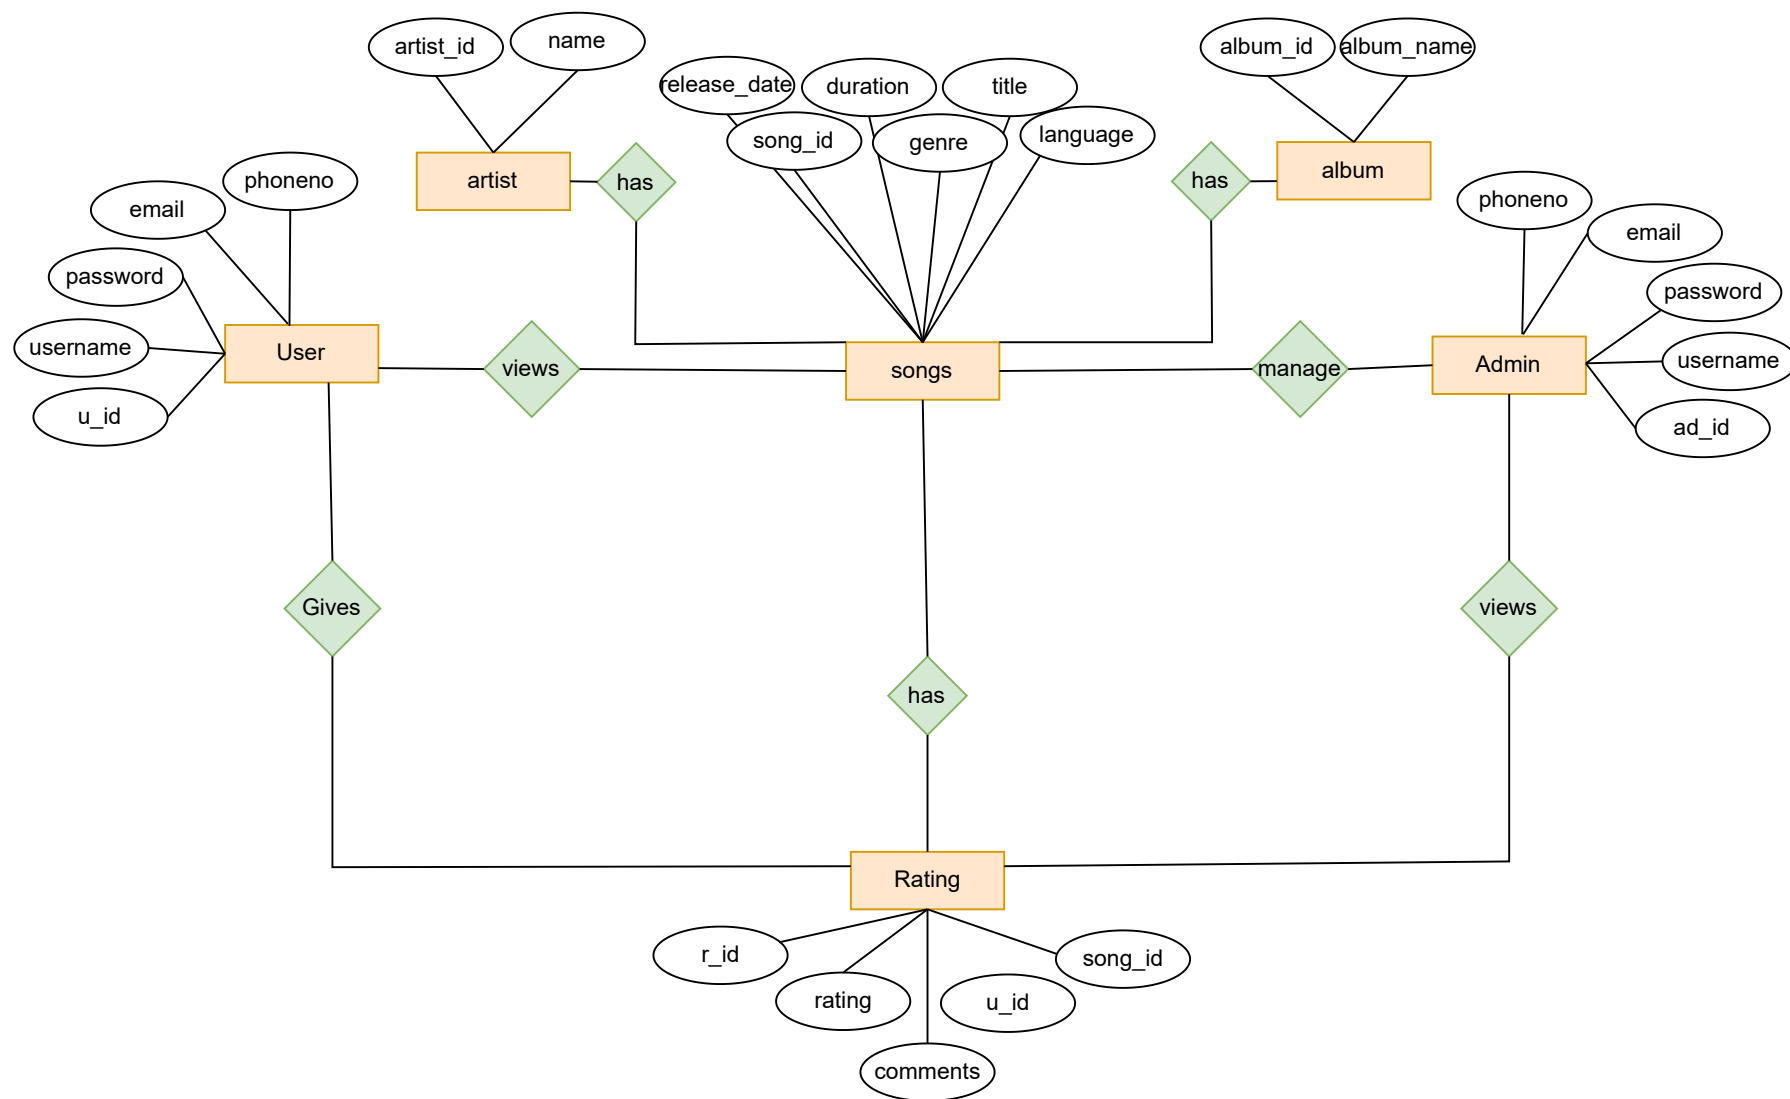 artist_id
name
release_date
duration
title
album_id
album_name
song_id
genre
language
artist
has
has
album
phoneno
email
phoneno
email
password
password
username
User
views
songs
manage
Admin
username
u_id
ad_id
Gives
views
has
Rating
r_id
song_id
rating
u_id
comments